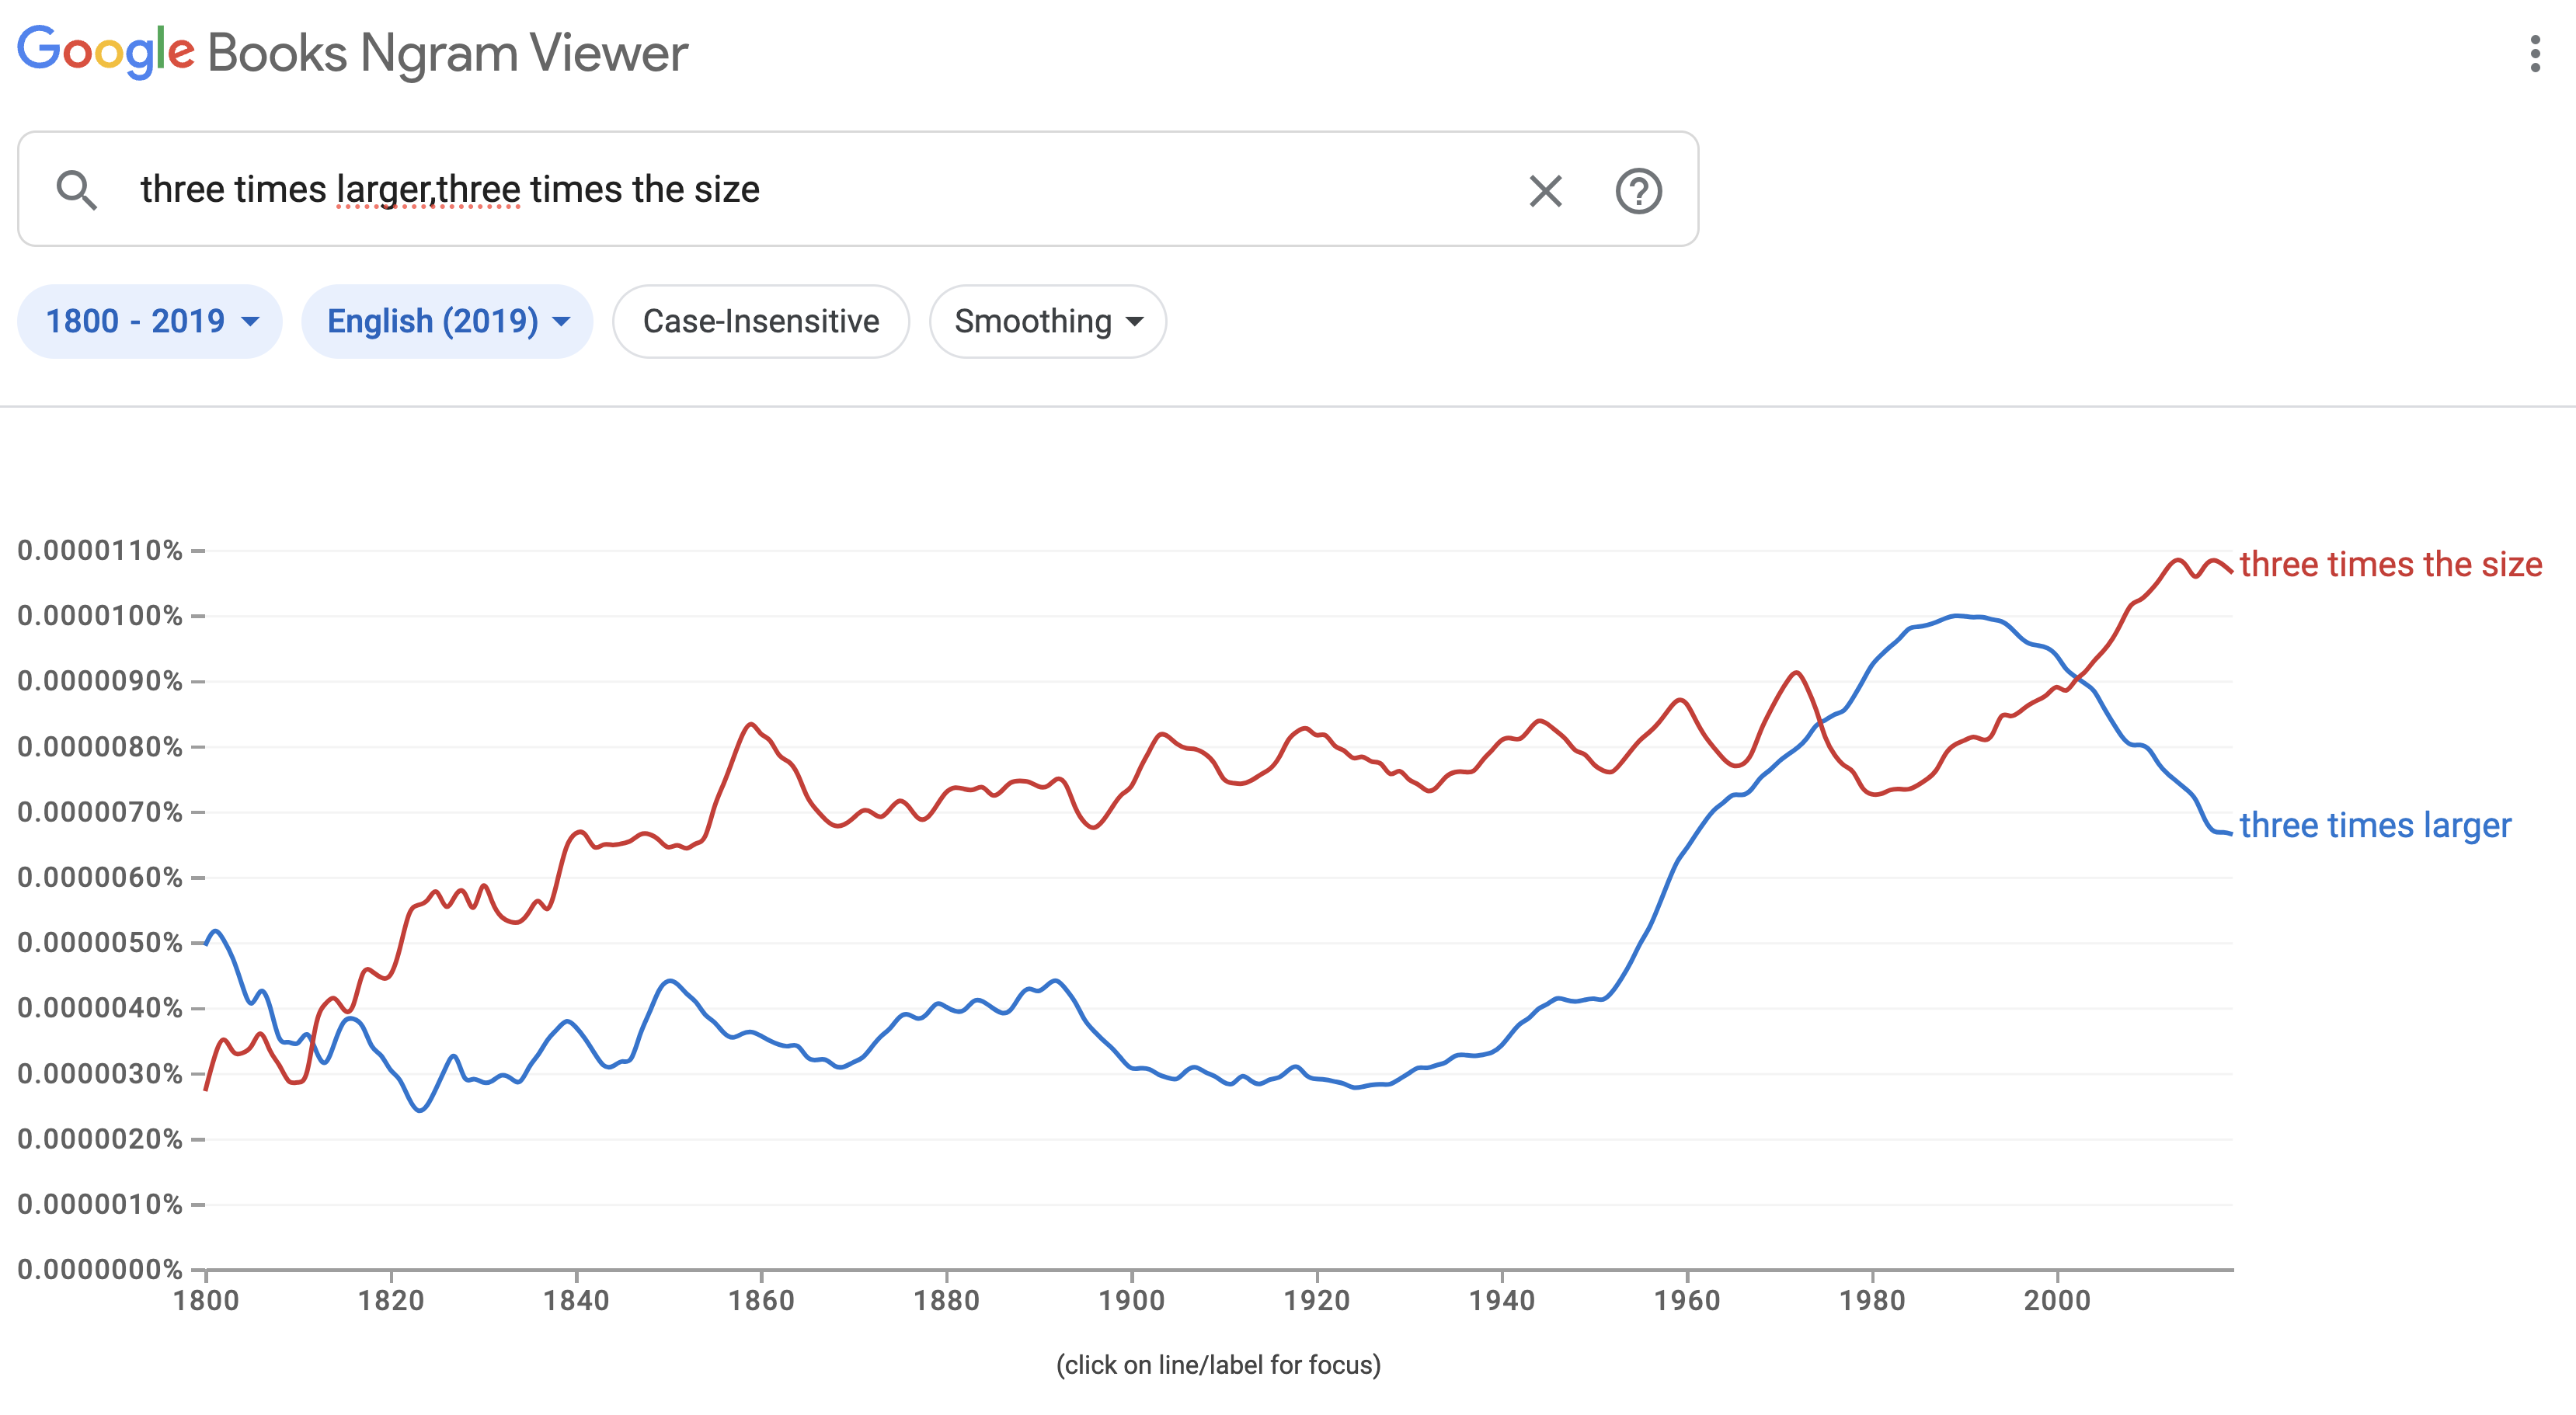 Google Books Ngram Viewer
three times larger,three times the size
1800 - 2019 English (2019) Case-Insensitive Smoothing
0.0000110%
three times the size
0.0000100%
0.0000090%
0.0000080%
0.0000070%
three times larger
0.0000060%
0.0000050%
0.0000040%
0.0000030%
0.0000020%
0.0000010%
0.0000000%
1800 1820 1840 1860 1880 1900 1920 1940 1960 1980 2000
(click on line/label for focus)